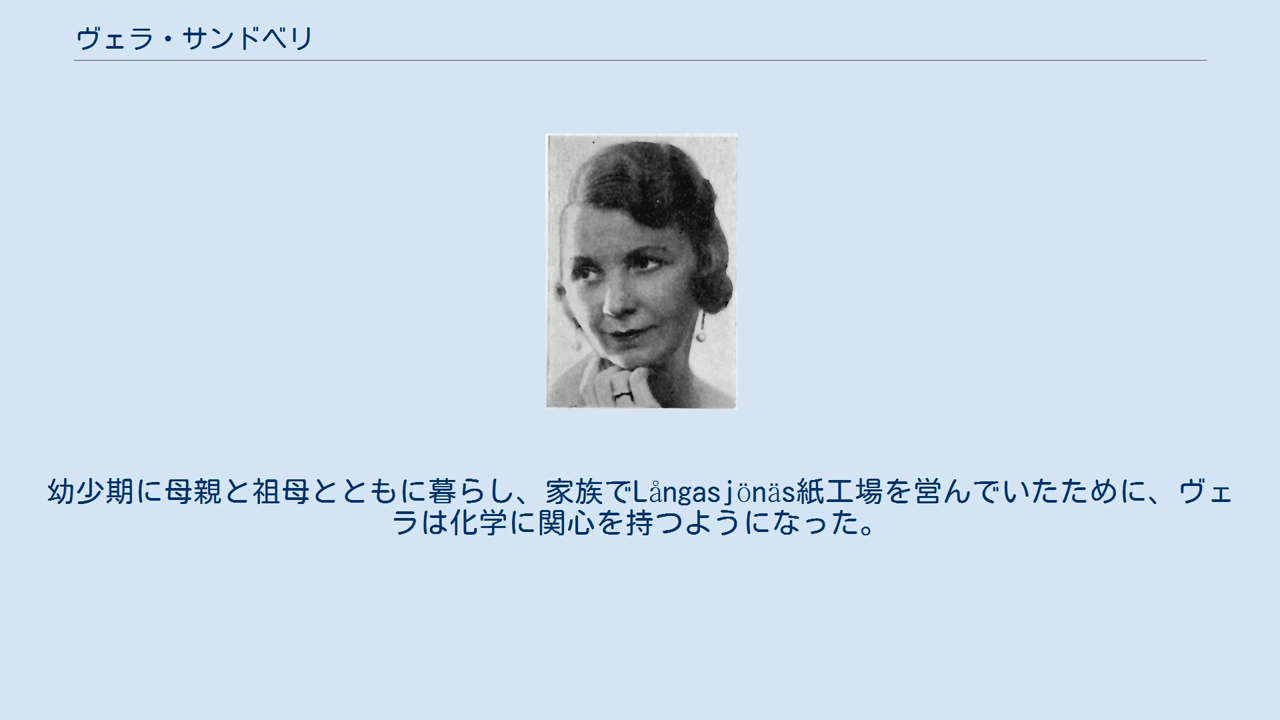 ヴェラ・サンドベリ
幼少期に母親と祖母とともに暮らし、家族でLångasjönäs紙工場を営んでいたために、ヴェ
ラは化学に関心を持つようになった。